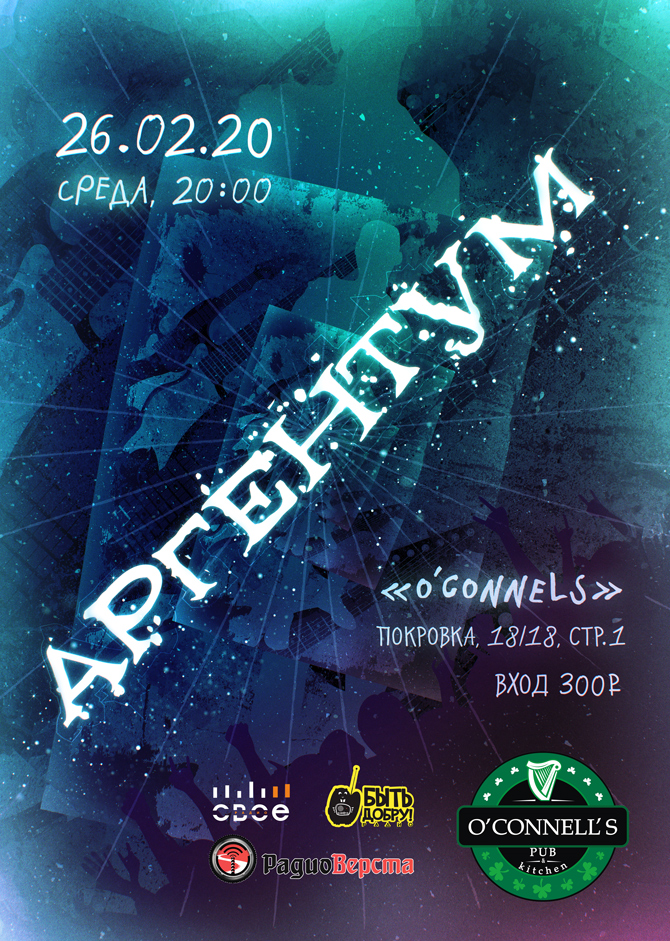 26.02.20
СРЕДА, 20:00
АРГЕНТУМ
«O'CONNELS»
ПОКРОВКА, 18/18, СТР.1
ВХОД 300₽
СВОЕ
БЫТЬ
ДОБРУ!
РАДИО
РадиоВерста
O'CONNELL'S
PUB
&
kitchen